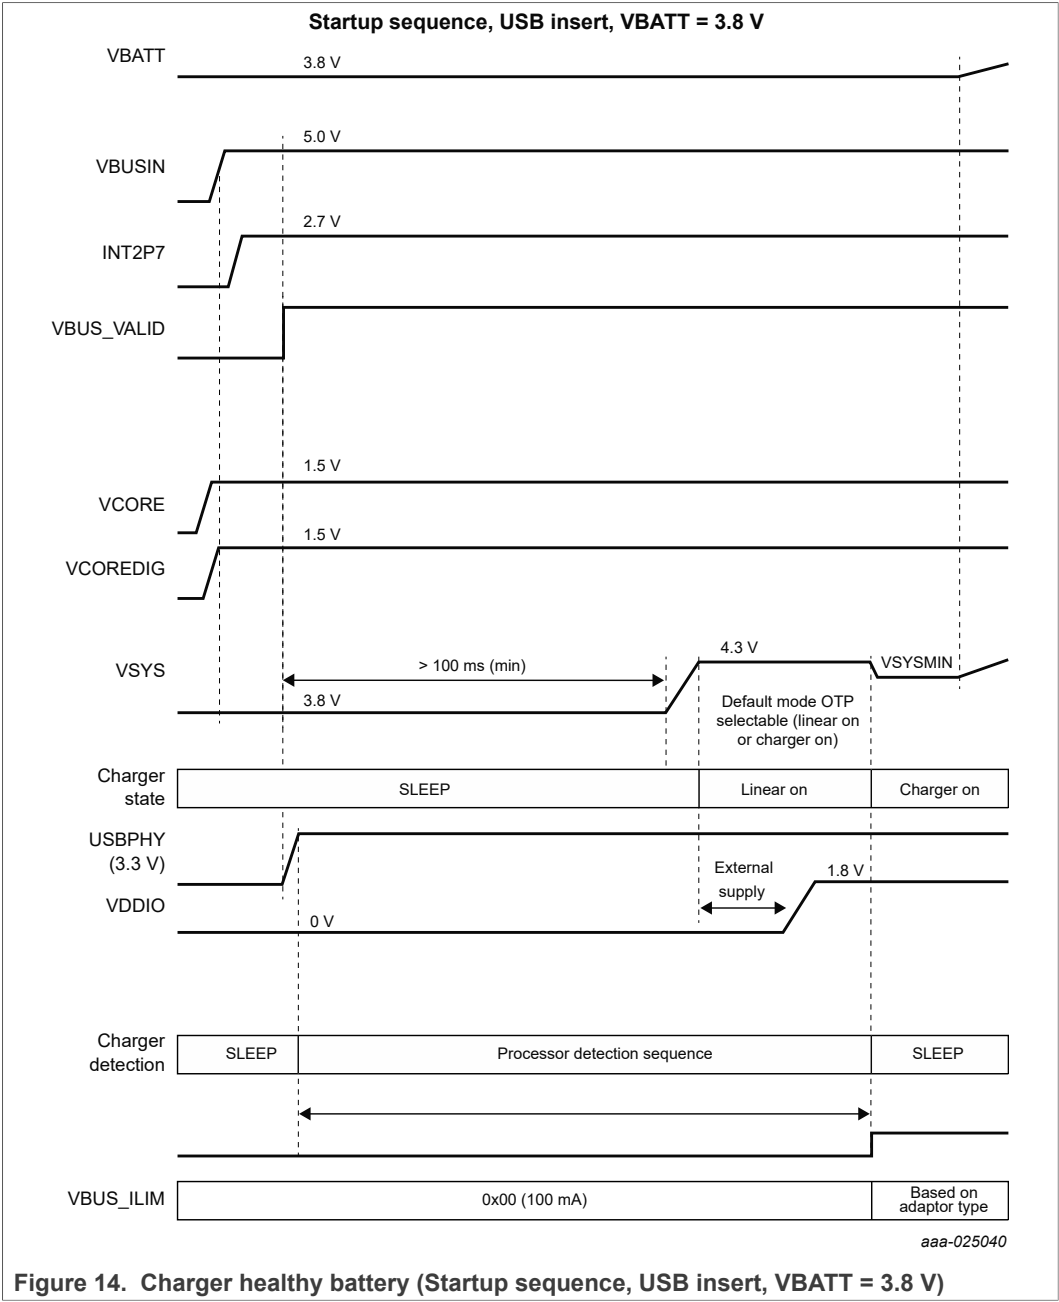 Startup sequence, USB insert, VBATT = 3.8 V
VBATT
3.8 V
5.0 V
VBUSIN
2.7 V
INT2P7
VBUS_VALID
1.5 V
VCORE
1.5 V
VCOREDIG
4.3 V
VSYS
> 100 ms (min)
VSYSMIN
3.8 V
Default mode OTP
selectable (linear on
or charger on)
Charger
state
SLEEP
Linear on
Charger on
USBPHY
(3.3 V)
External
supply
1.8 V
VDDIO
0 V
Charger
detection
SLEEP
Processor detection sequence
SLEEP
VBUS_ILIM
0x00 (100 mA)
Based on
adaptor type
aaa-025040
Figure 14. Charger healthy battery (Startup sequence, USB insert, VBATT = 3.8 V)